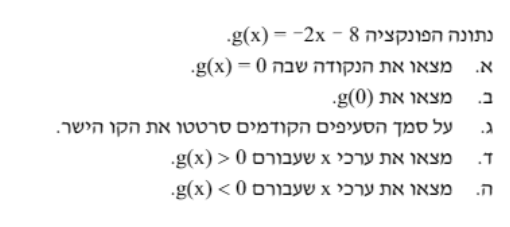 נתונה הפונקציה g(x) = −2x − 8.
א. מצאו את הנקודה שבה g(x) = 0.
ב. מצאו את g(0).
ג. על סמך הסעיפים הקודמים סרטטו את הקו הישר.
ד. מצאו את ערכי x שעבורם g(x) > 0.
ה. מצאו את ערכי x שעבורם g(x) < 0.